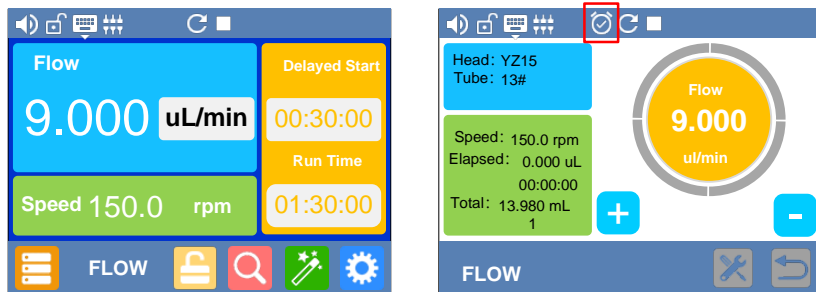 Flow
9.000 uL/min
Speed 150.0 rpm
Delayed Start
00:30:00
Run Time
01:30:00
FLOW
Head: YZ15
Tube: 13#
Speed: 150.0 rpm
Elapsed: 0.000 uL
00:00:00
Total: 13.980 mL
1
Flow
9.000
ul/min
+
-
FLOW